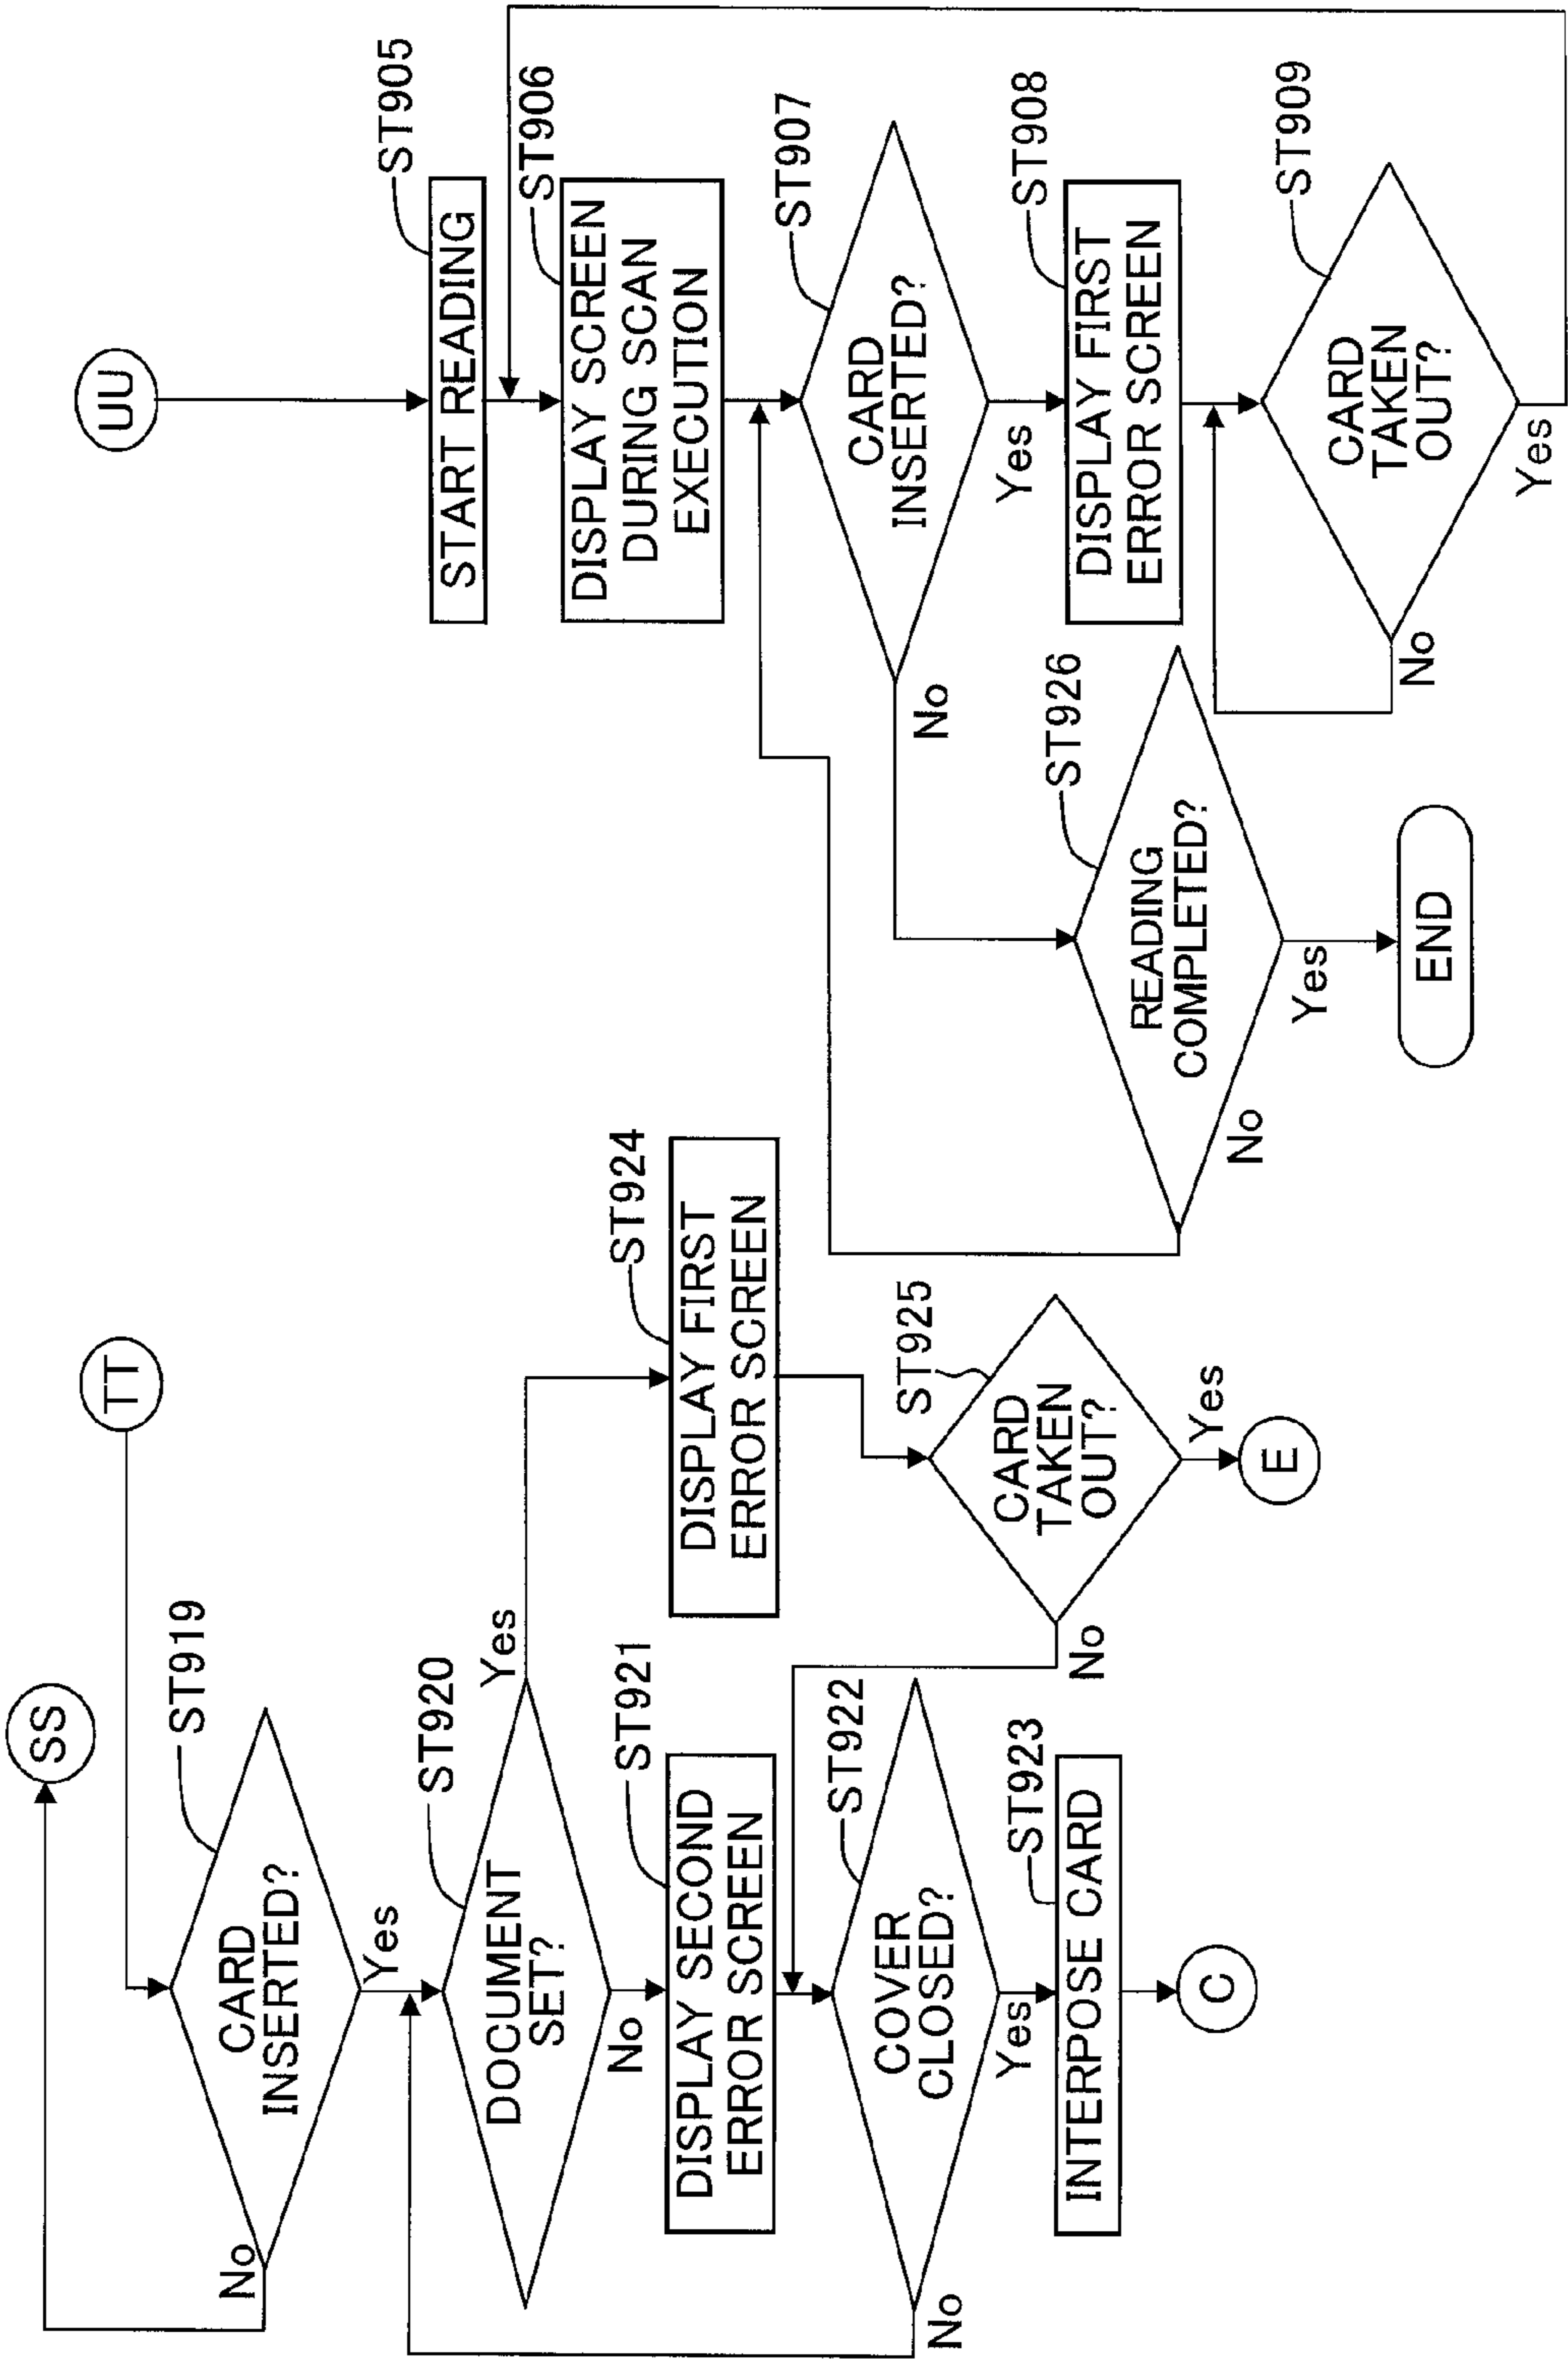 SS
TT
ST919
CARD
INSERTED?
No
Yes
ST920
DOCUMENT
SET?
Yes
No
ST921
DISPLAY SECOND
ERROR SCREEN
ST922
COVER
CLOSED?
No
Yes
ST923
INTERPOSE CARD
C
ST924
DISPLAY FIRST
ERROR SCREEN
ST925
CARD
TAKEN
OUT?
No
Yes
E
UU
ST905
START READING
ST906
DISPLAY SCREEN
DURING SCAN
EXECUTION
ST907
CARD
INSERTED?
No
Yes
ST908
DISPLAY FIRST
ERROR SCREEN
ST909
CARD
TAKEN
OUT?
No
Yes
ST926
READING
COMPLETED?
No
Yes
END